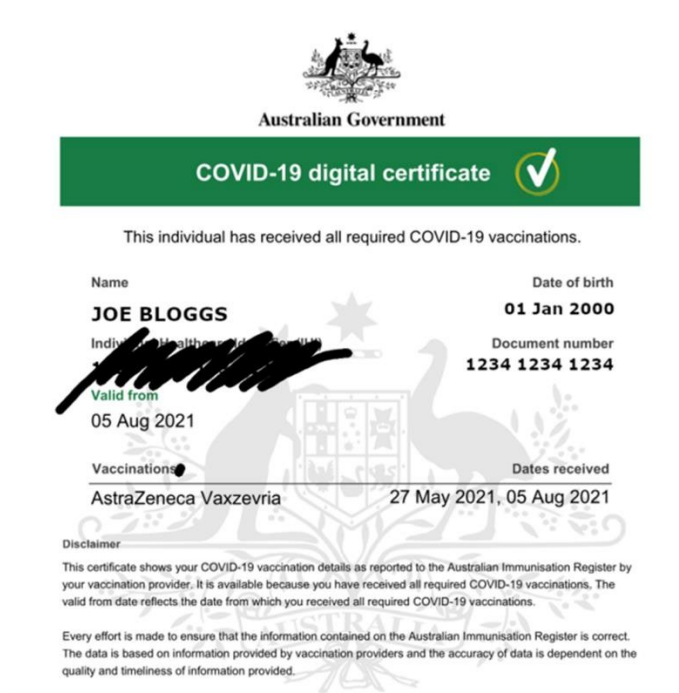 Australian Government
COVID-19 digital certificate
This individual has received all required COVID-19 vaccinations.
Name
Date of birth
JOE BLOGGS
01 Jan 2000
Document number
1234 1234 1234
Valid from
05 Aug 2021
Vaccinations
Dates received
AstraZeneca Vaxzevria
27 May 2021, 05 Aug 2021
Disclaimer
This certificate shows your COVID-19 vaccination details as reported to the Australian Immunisation Register by
your vaccination provider. It is available because you have received all required COVID-19 vaccinations. The
valid from date reflects the date from which you received all required COVID-19 vaccinations.
Every effort is made to ensure that the information contained on the Australian Immunisation Register is correct.
The data is based on information provided by vaccination providers and the accuracy of data is dependent on the
quality and timeliness of information provided.
AUSTRALIA